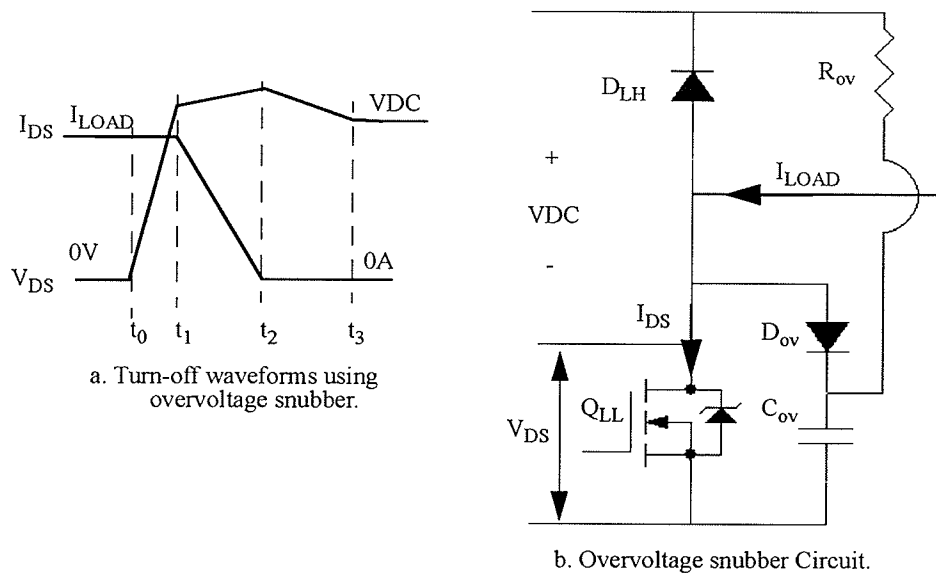 I_DS
I_LOAD
VDC
0V
V_DS
0A
t_0
t_1
t_2
t_3
a. Turn-off waveforms using
overvoltage snubber.
D_LH
R_ov
+
VDC
-
I_LOAD
I_DS
D_ov
Q_LL
C_ov
V_DS
b. Overvoltage snubber Circuit.